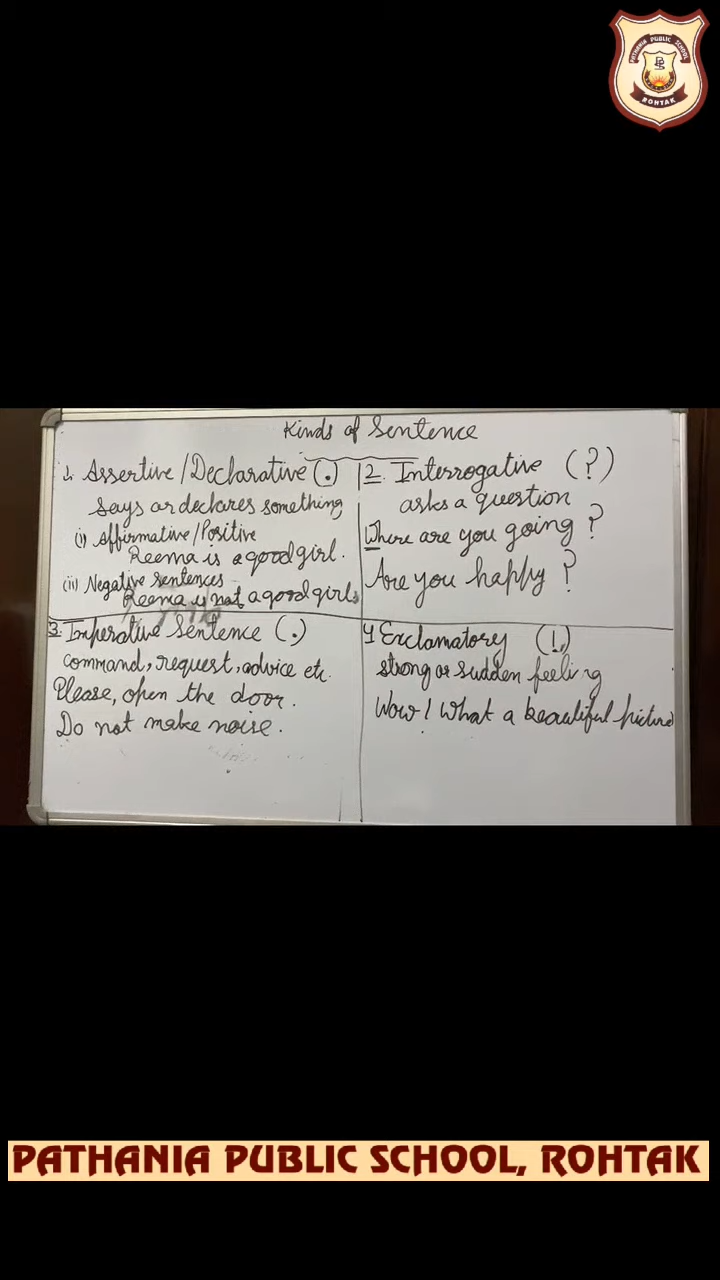 PATHANIA PUBLIC SCHOOL
ROHTAK
Kinds of Sentence
1. Assertive/Declarative (.)
Says or declares something
(i) Affirmative/Positive
Reema is a good girl.
(ii) Negative sentences
Reema is not a good girls
2. Interrogative (?)
asks a question
Where are you going?
Are you happy?
3. Imperative Sentence (.)
command, request, advice etc.
Please, open the door.
Do not make noise.
4 Exclamatory (!)
strong or sudden feeling
Wow! What a beautiful picture
PATHANIA PUBLIC SCHOOL, ROHTAK